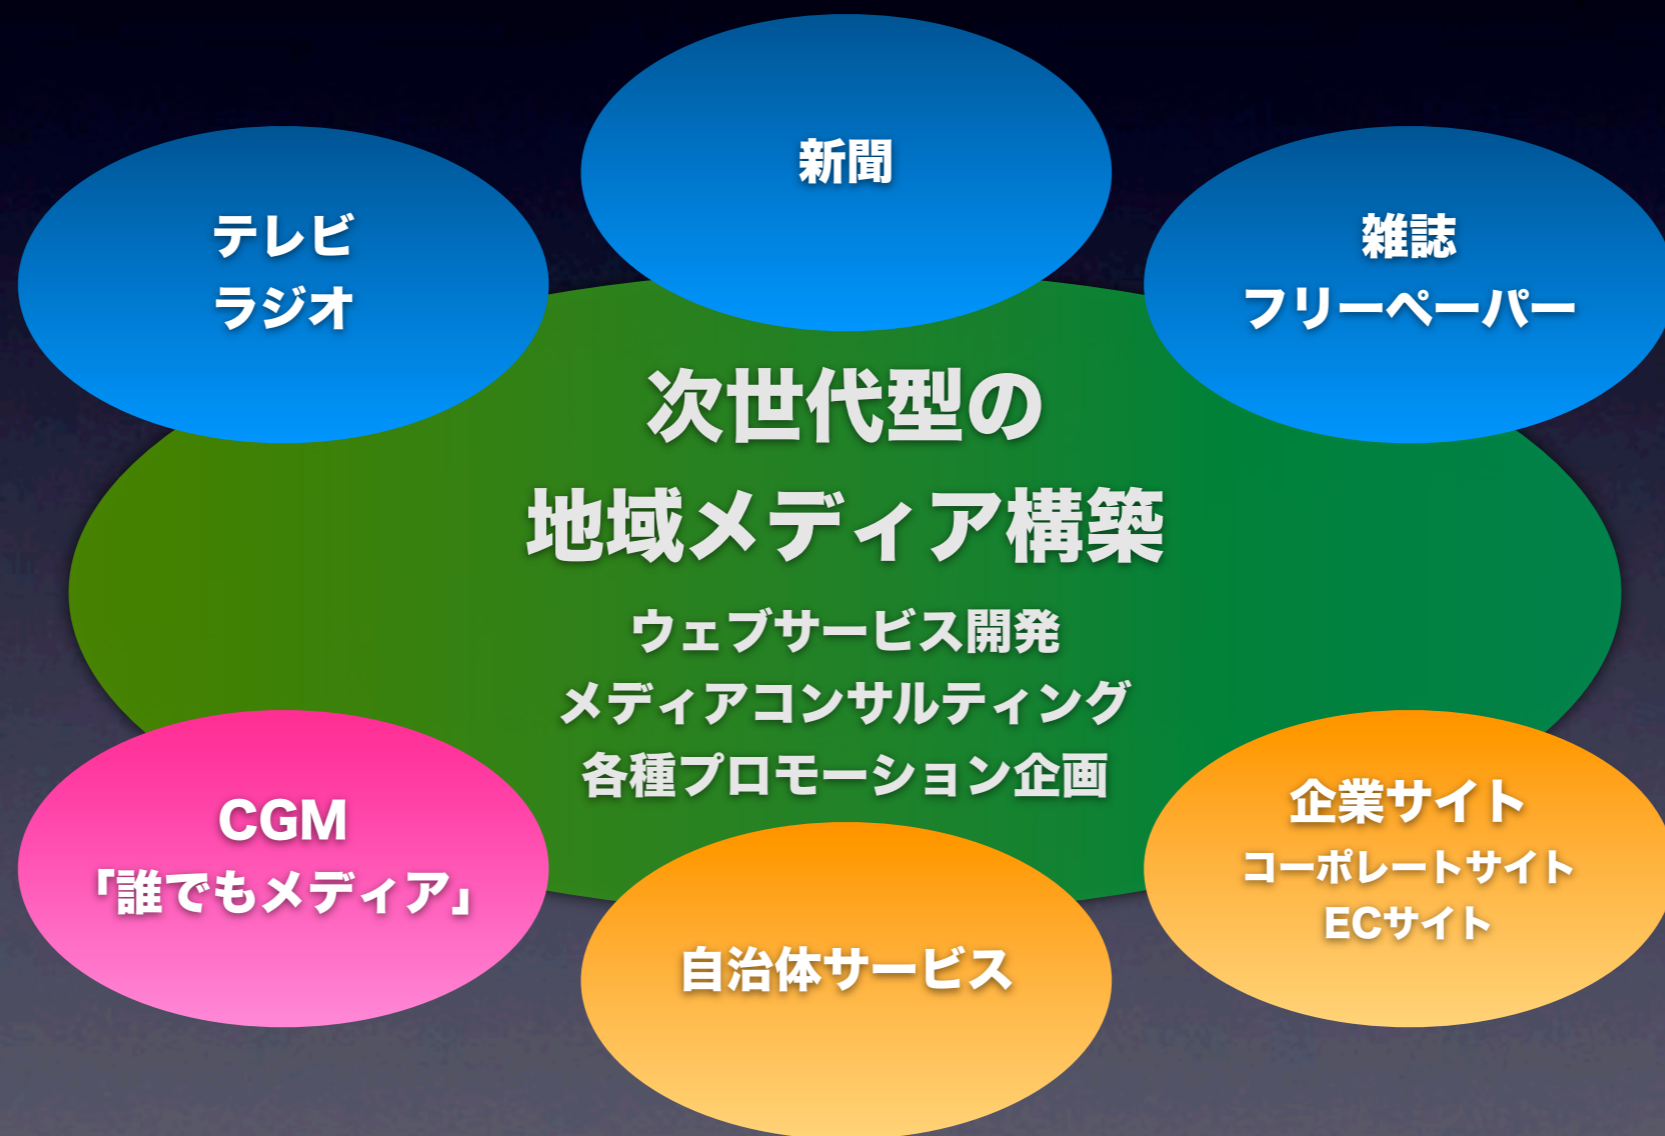 新聞
テレビ
ラジオ
雑誌
フリーペーパー
次世代型の
地域メディア構築
ウェブサービス開発
メディアコンサルティング
各種プロモーション企画
CGM
「誰でもメディア」
自治体サービス
企業サイト
コーポレートサイト
ECサイト